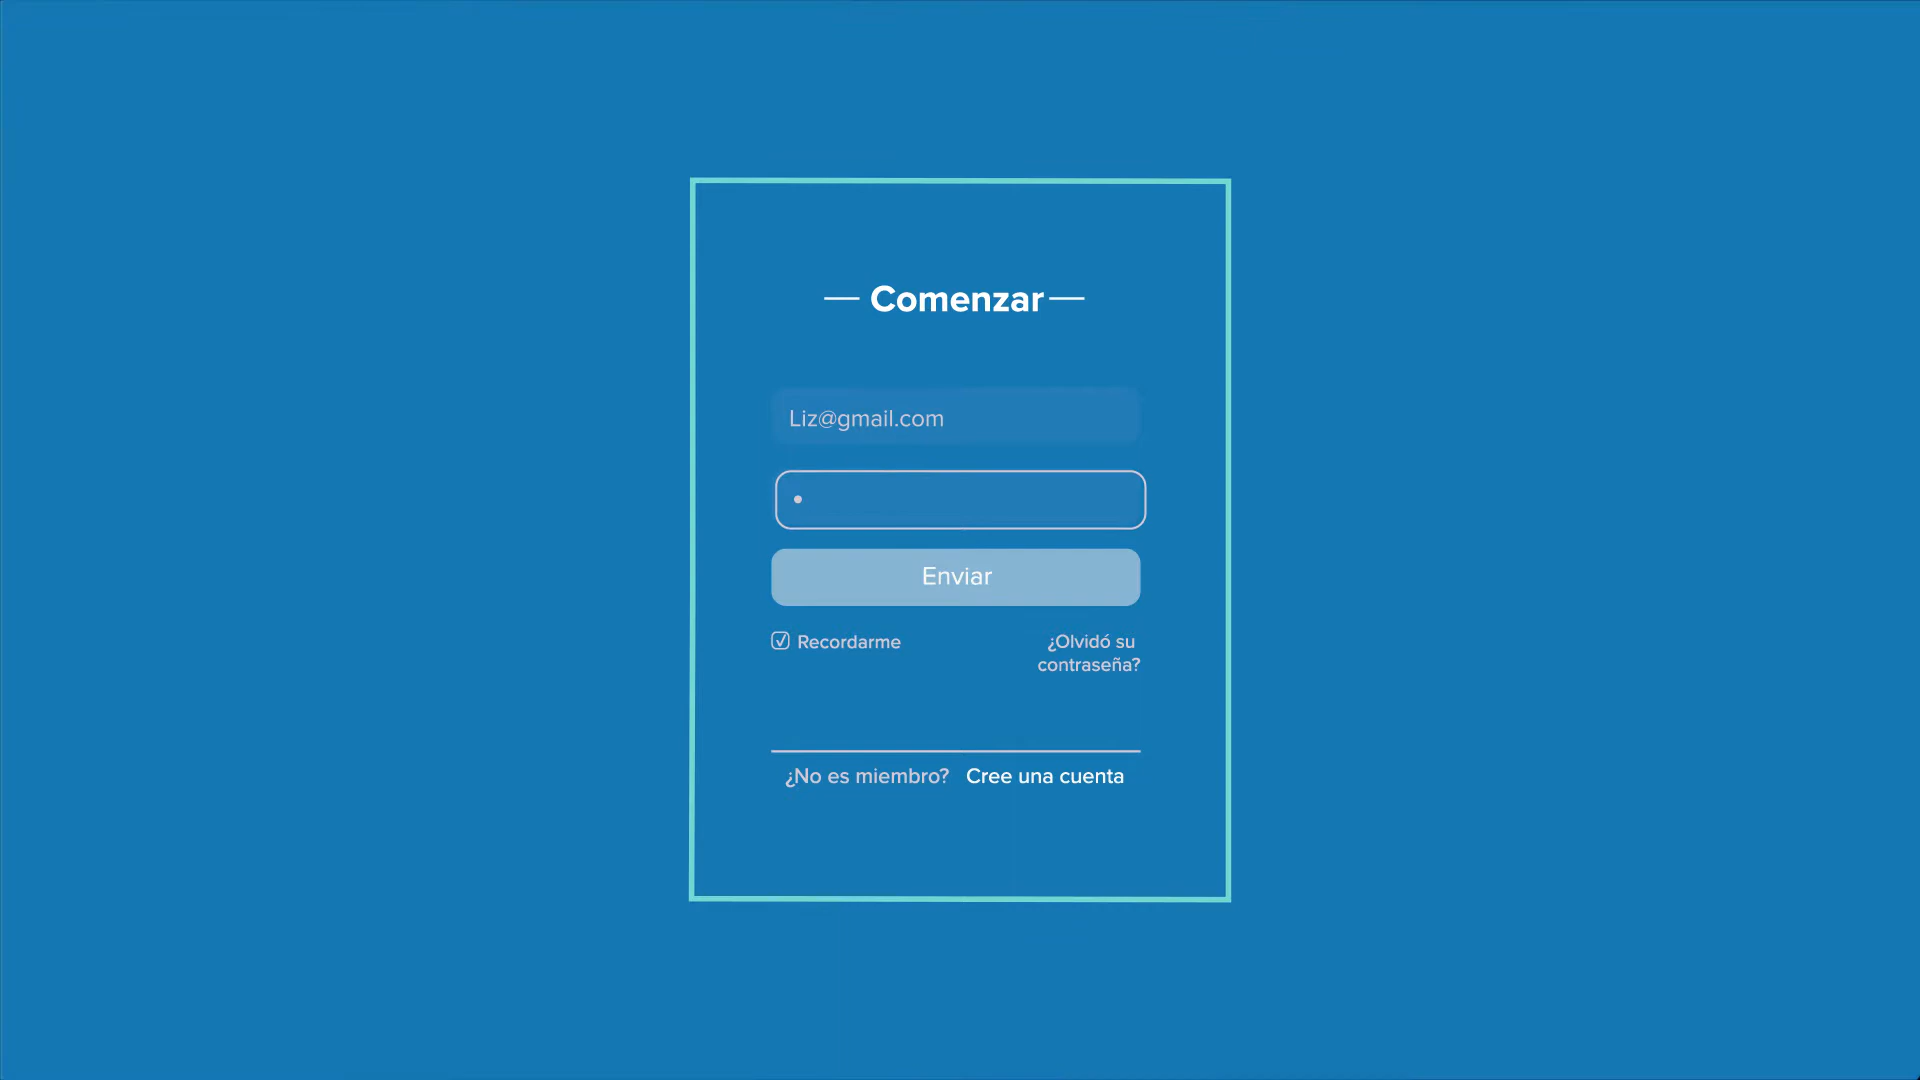 Comenzar
Liz@gmail.com
Enviar
Recordarme
¿Olvidó su
contraseña?
¿No es miembro? Cree una cuenta